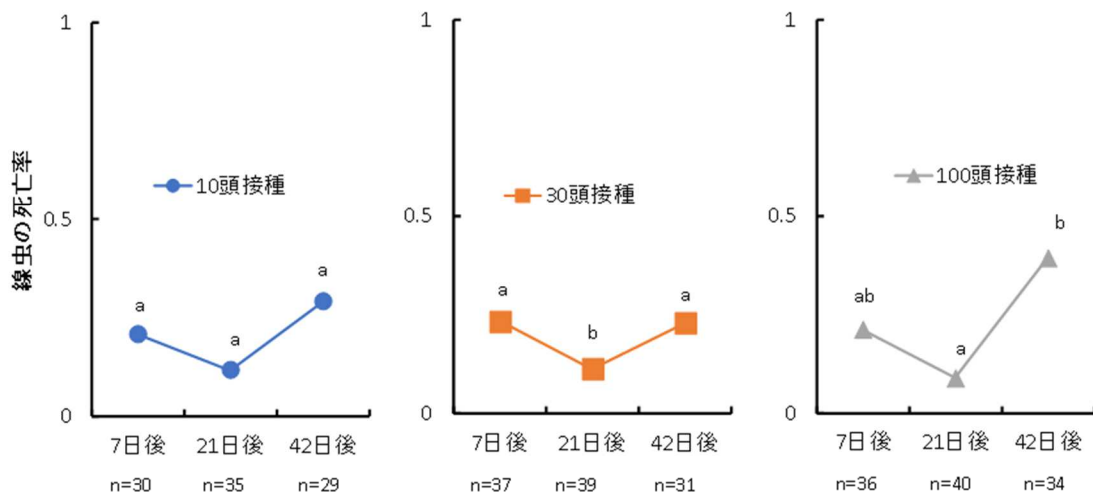 線虫の死亡率
1
0.5
0
10頭接種
a
a
a
7日後 21日後 42日後
n=30 n=35 n=29
1
0.5
0
30頭接種
a
b
a
7日後 21日後 42日後
n=37 n=39 n=31
1
0.5
0
100頭接種
ab
a
b
7日後 21日後 42日後
n=36 n=40 n=34